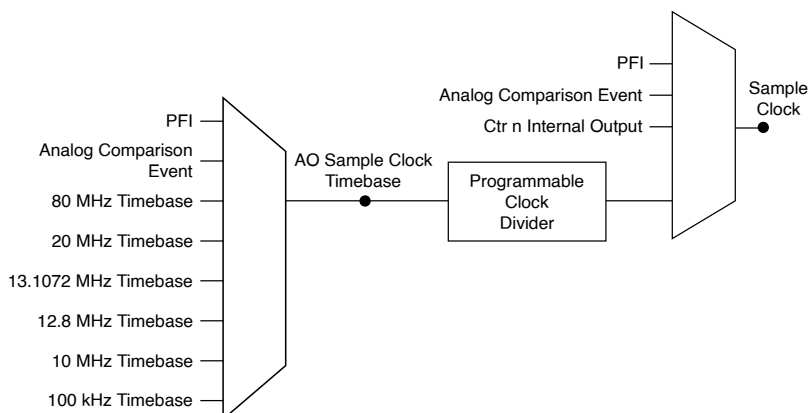 PFI
Analog Comparison Event
Ctr n Internal Output
Sample
Clock
PFI
Analog Comparison
Event
80 MHz Timebase
20 MHz Timebase
13.1072 MHz Timebase
12.8 MHz Timebase
10 MHz Timebase
100 kHz Timebase
AO Sample Clock
Timebase
Programmable
Clock
Divider